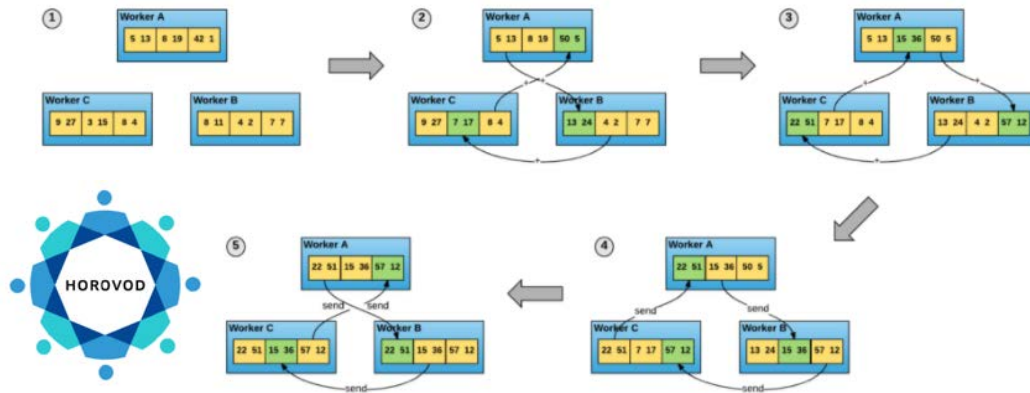 1
Worker A
5 13 8 19 42 1
Worker C
9 27 3 15 8 4
Worker B
8 11 4 2 7 7
2
Worker A
5 13 8 19 50 5
+ +
Worker C
9 27 7 17 8 4
Worker B
13 24 4 2 7 7
+
3
Worker A
5 13 15 36 50 5
+ +
Worker C
22 51 7 17 8 4
Worker B
13 24 4 2 57 12
+
HOROVOD
5
Worker A
22 51 15 36 57 12
send send
Worker C
22 51 15 36 57 12
Worker B
22 51 15 36 57 12
send
4
Worker A
22 51 15 36 50 5
send send
Worker C
22 51 7 17 57 12
Worker B
13 24 15 36 57 12
send